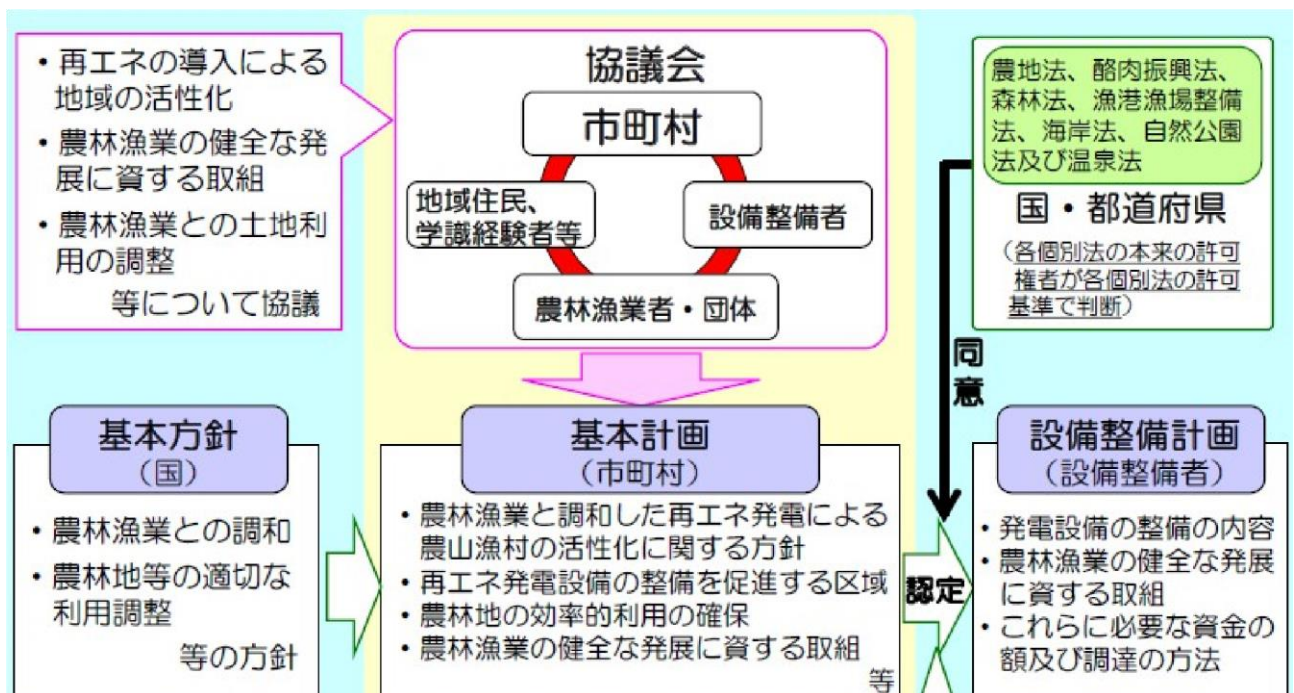 ・再エネの導入による
地域の活性化
・農林漁業の健全な発
展に資する取組
・農林漁業との土地利
用の調整
等について協議
協議会
市町村
地域住民、
学識経験者等
設備整備者
農林漁業者・団体
農地法、酪肉振興法、
森林法、漁港漁場整備
法、海岸法、自然公園
法及び温泉法
国・都道府県
（各個別法の本来の許可
権者が各個別法の許可
基準で判断）
同意
基本方針
（国）
・農林漁業との調和
・農林地等の適切な
利用調整
等の方針
基本計画
（市町村）
・農林漁業と調和した再エネ発電による
農山漁村の活性化に関する方針
・再エネ発電設備の整備を促進する区域
・農林地の効率的利用の確保
・農林漁業の健全な発展に資する取組
等
認定
設備整備計画
（設備整備者）
・発電設備の整備の内容
・農林漁業の健全な発展
に資する取組
・これらに必要な資金の
額及び調達の方法